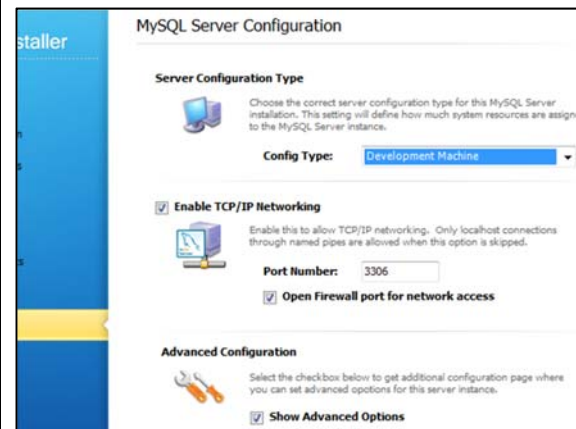 staller
MySQL Server Configuration
Server Configuration Type
Choose the correct server configuration type for this MySQL Server
installation. This setting will define how much system resources are assign
to the MySQL Server instance.
Config Type: Development Machine
Enable TCP/IP Networking
Enable this to allow TCP/IP networking. Only localhost connections
through named pipes are allowed when this option is skipped.
Port Number: 3306
Open Firewall port for network access
Advanced Configuration
Select the checkbox below to get additional configuration page where
you can set advanced opotions for this server instance.
Show Advanced Options